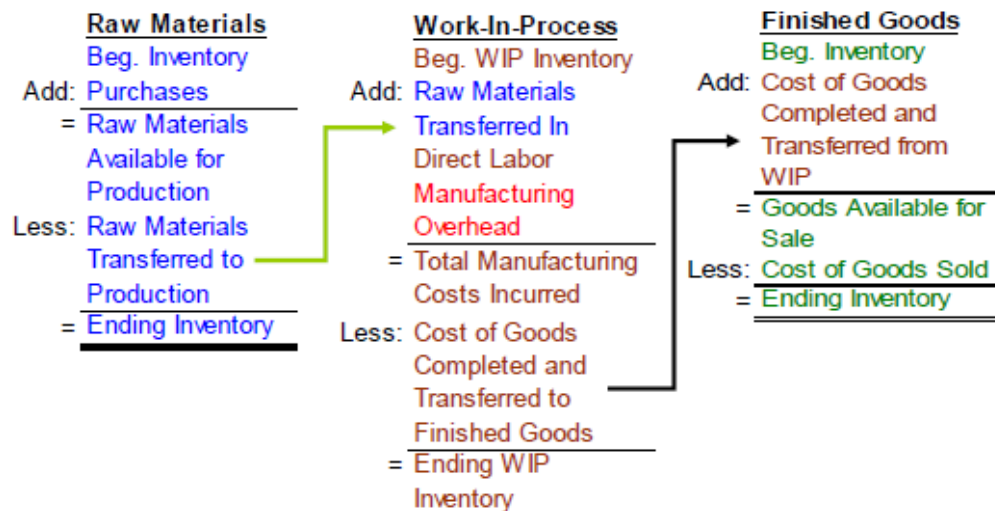 Raw Materials
Beg. Inventory
Add: Purchases
= Raw Materials
Available for
Production
Less: Raw Materials
Transferred to
Production
= Ending Inventory
Work-In-Process
Beg. WIP Inventory
Add: Raw Materials
Transferred In
Direct Labor
Manufacturing
Overhead
= Total Manufacturing
Costs Incurred
Less: Cost of Goods
Completed and
Transferred to
Finished Goods
= Ending WIP
Inventory
Finished Goods
Beg. Inventory
Add: Cost of Goods
Completed and
Transferred from
WIP
= Goods Available for
Sale
Less: Cost of Goods Sold
= Ending Inventory